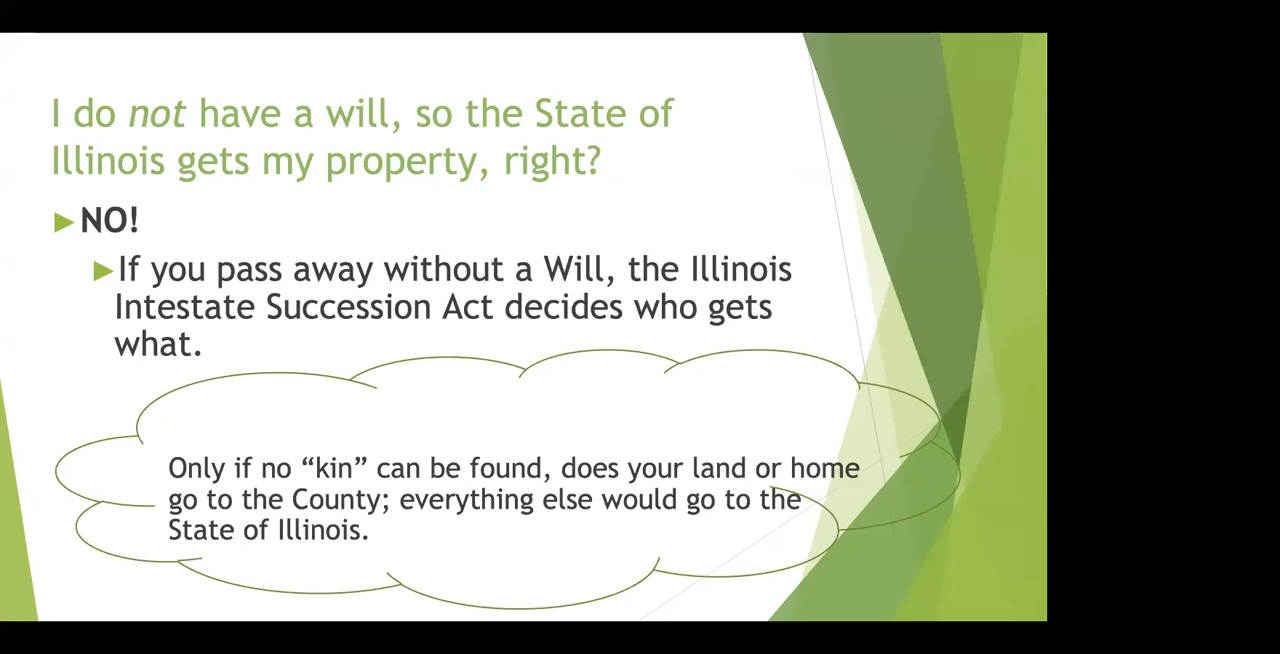 I do not have a will, so the State of
Illinois gets my property, right?
NO!
If you pass away without a Will, the Illinois
Intestate Succession Act decides who gets
what.
Only if no “kin” can be found, does your land or home
go to the County; everything else would go to the
State of Illinois.